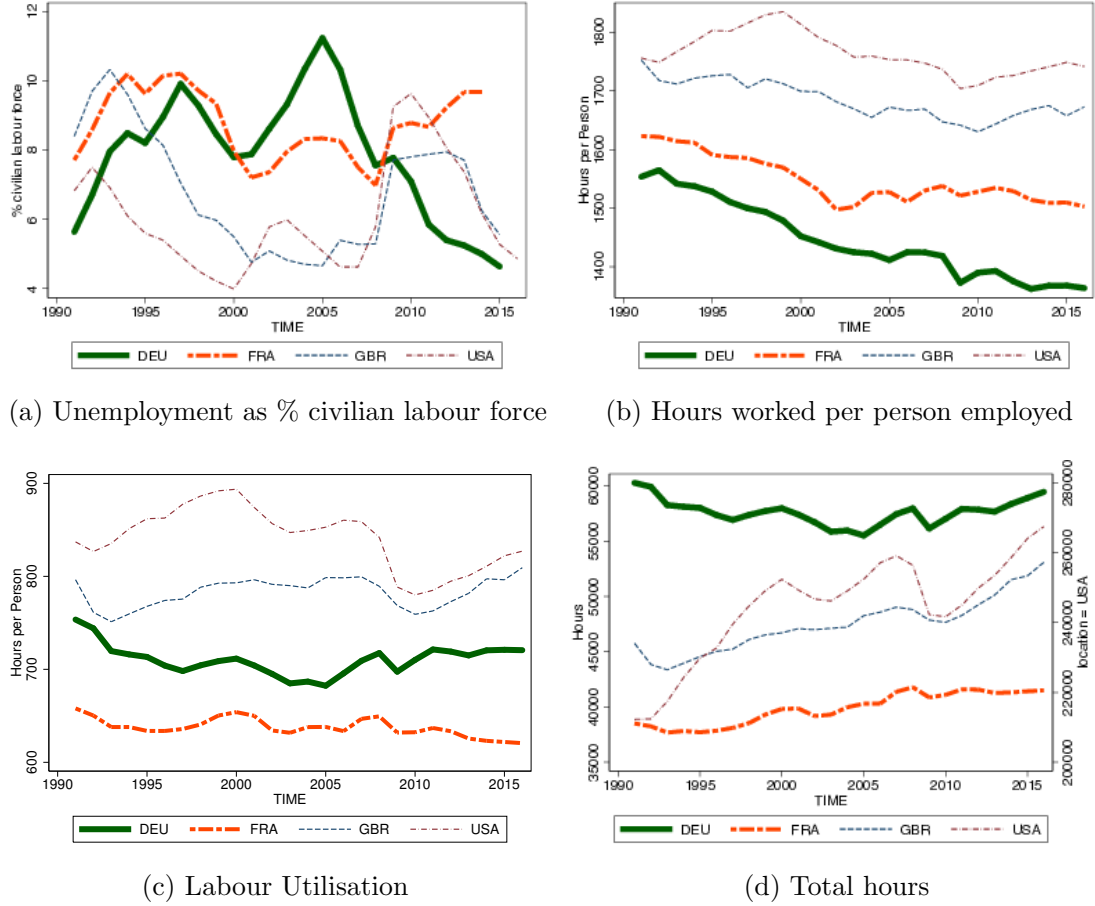 12
10
8
6
4
% civilian labour force
1990 1995 2000 2005 2010 2015
TIME
DEU FRA GBR USA
(a) Unemployment as % civilian labour force
1800
1700
1600
1500
1400
Hours per Person
1990 1995 2000 2005 2010 2015
TIME
DEU FRA GBR USA
(b) Hours worked per person employed
900
800
700
600
Hours per Person
1990 1995 2000 2005 2010 2015
TIME
DEU FRA GBR USA
(c) Labour Utilisation
60000
55000
50000
45000
40000
35000
Hours
280000
260000
240000
220000
200000
location = USA
1990 1995 2000 2005 2010 2015
TIME
DEU FRA GBR USA
(d) Total hours